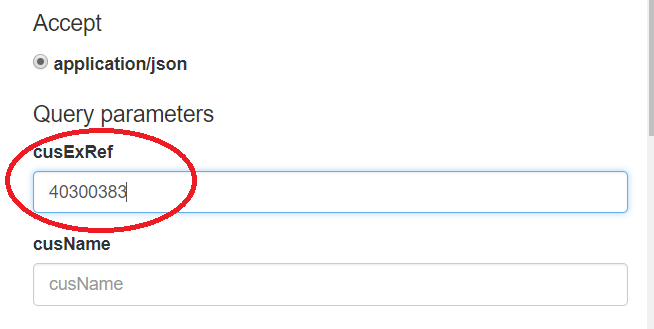 Accept
application/json
Query parameters
cusExRef
40300383
cusName
cusName